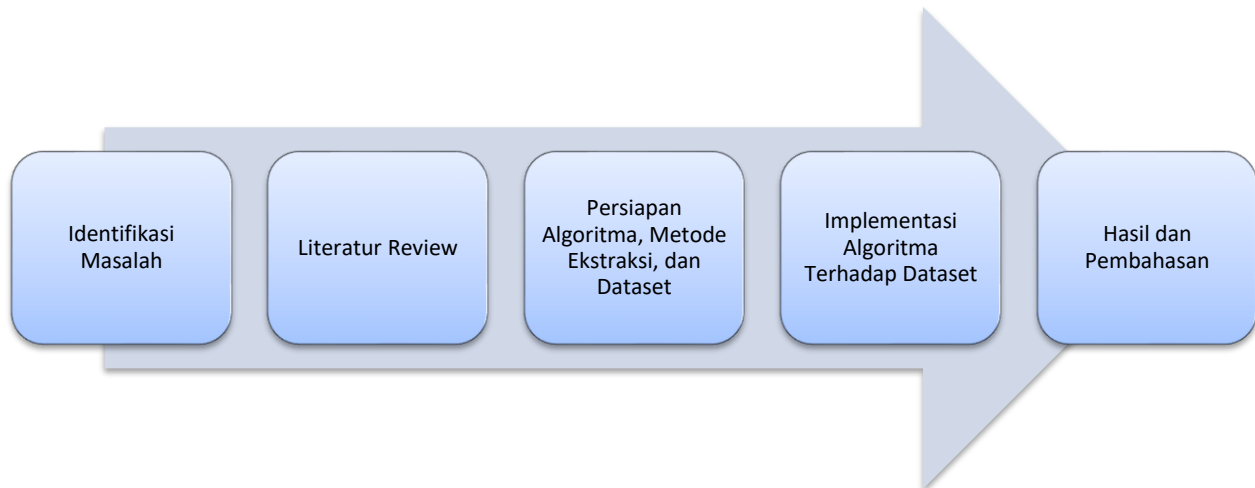 Identifikasi
Masalah
Literatur Review
Persiapan
Algoritma, Metode
Ekstraksi, dan
Dataset
Implementasi
Algoritma
Terhadap Dataset
Hasil dan
Pembahasan